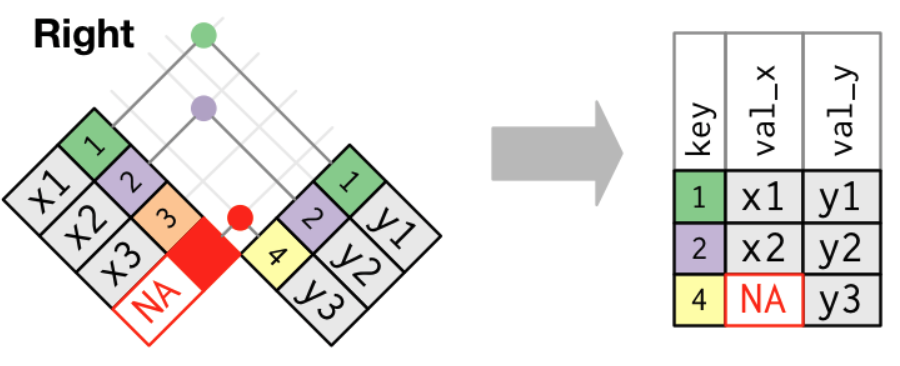 Right
1 x1
2 x2
3 x3
NA
1 y1
2 y2
4 y3
key val_x val_y
1 x1 y1
2 x2 y2
4 NA y3